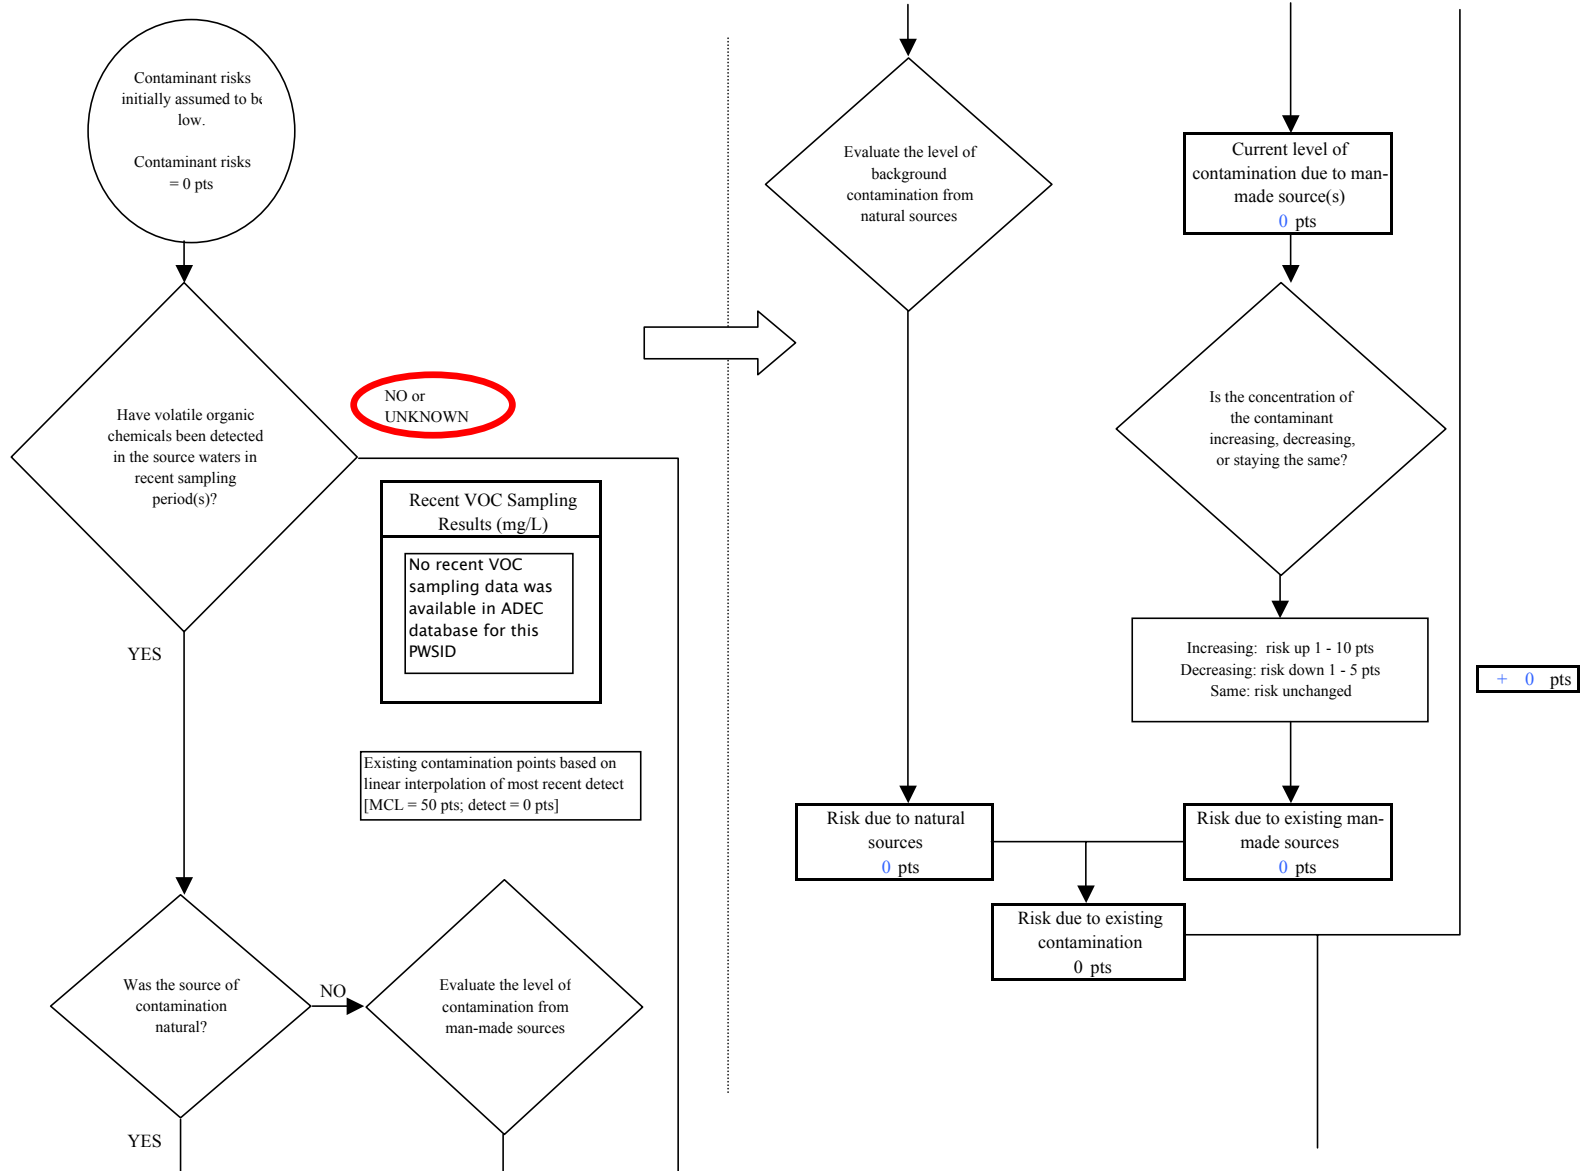 Contaminant risks
initially assumed to be
low.
Contaminant risks
= 0 pts
Have volatile organic
chemicals been detected
in the source waters in
recent sampling
period(s)?
NO or
UNKNOWN
Recent VOC Sampling
Results (mg/L)
No recent VOC
sampling data was
available in ADEC
database for this
PWSID
YES
Existing contamination points based on
linear interpolation of most recent detect
[MCL = 50 pts; detect = 0 pts]
Was the source of
contamination
natural?
NO
Evaluate the level of
contamination from
man-made sources
YES
Evaluate the level of
background
contamination from
natural sources
Current level of
contamination due to man-
made source(s)
0 pts
Is the concentration of
the contaminant
increasing, decreasing,
or staying the same?
Increasing: risk up 1 - 10 pts
Decreasing: risk down 1 - 5 pts
Same: risk unchanged
+ 0 pts
Risk due to natural
sources
0 pts
Risk due to existing man-
made sources
0 pts
Risk due to existing
contamination
0 pts